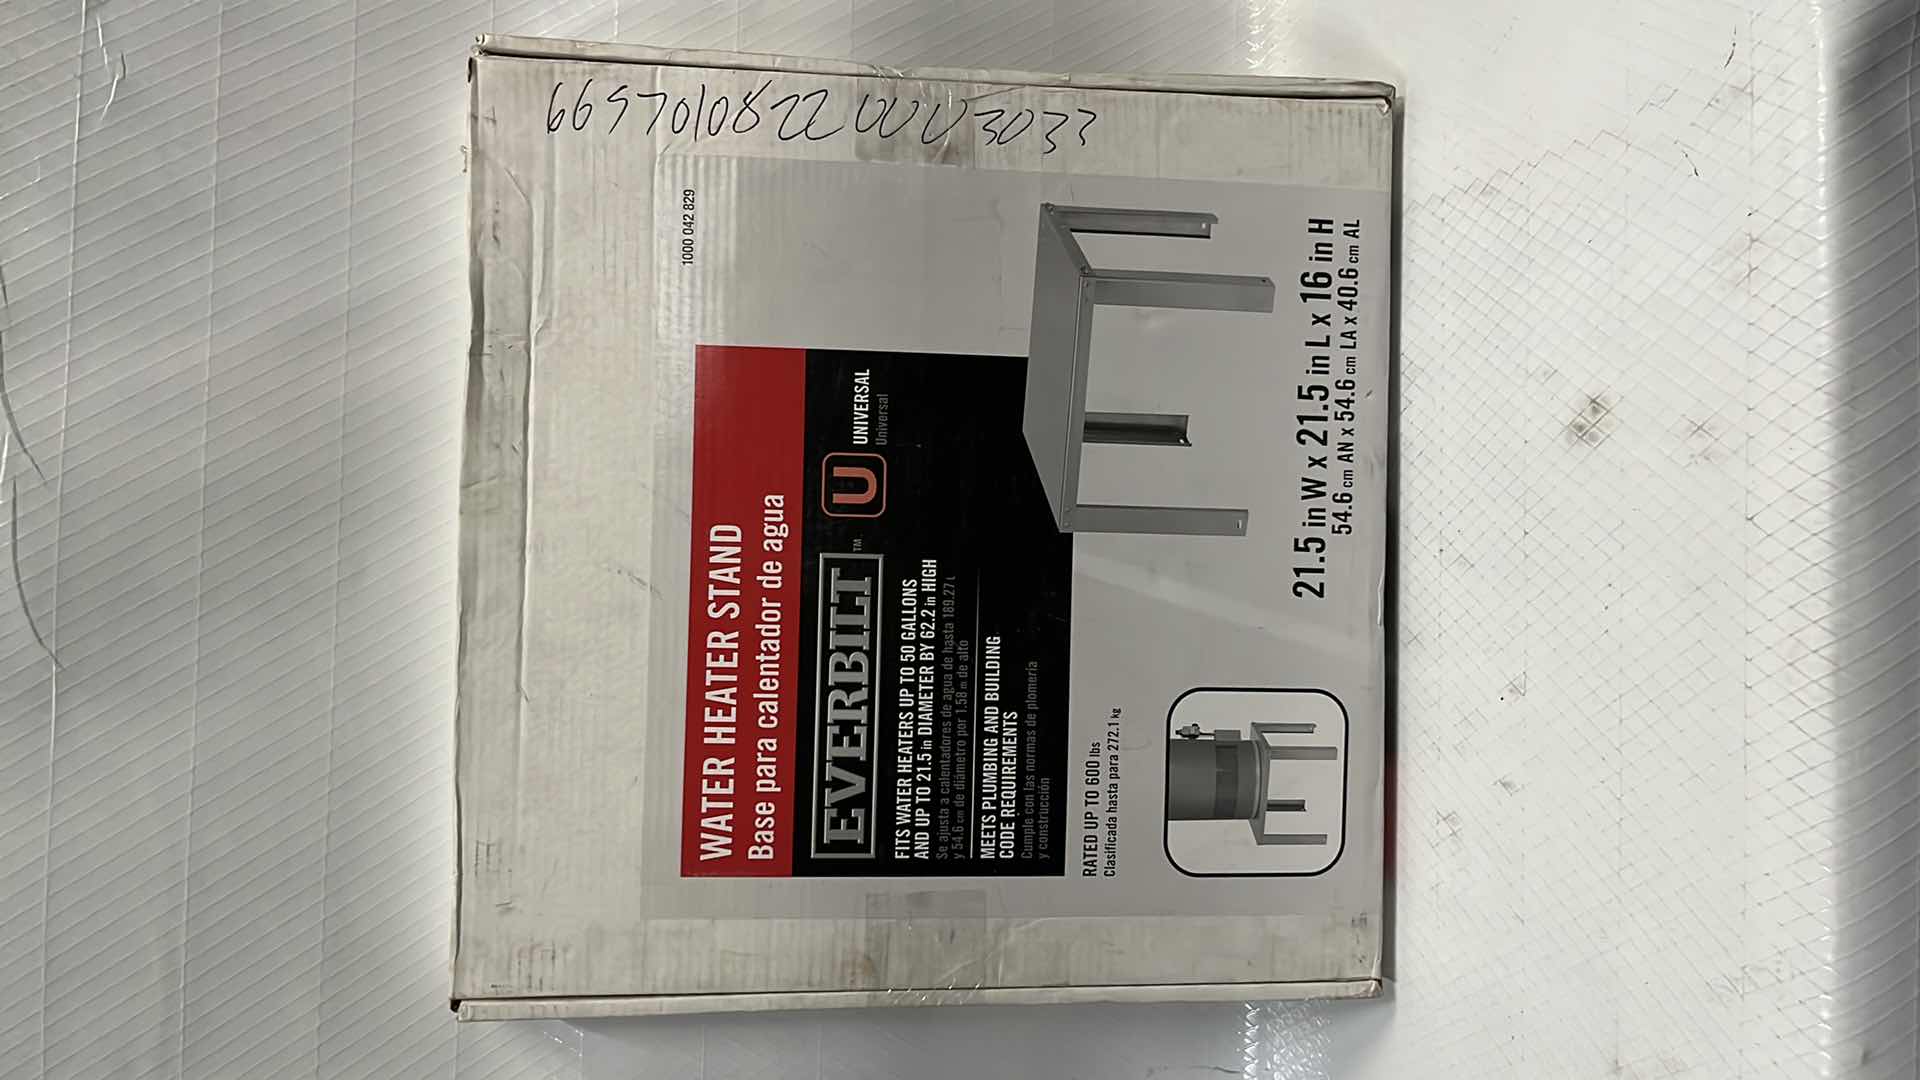 1000 042 829
WATER HEATER STAND
Base para calentador de agua
EVERBILT™
U
UNIVERSAL
Universal
FITS WATER HEATERS UP TO 50 GALLONS
AND UP TO 21.5 in DIAMETER BY 62.2 in HIGH
Se ajusta a calentadores de agua de hasta 189.27 L
y 54.6 cm de diámetro por 1.58 m de alto
MEETS PLUMBING AND BUILDING
CODE REQUIREMENTS
Cumple con las normas de plomería
y construcción
RATED UP TO 600 lbs
Clasificada hasta para 272.1 kg
21.5 in W x 21.5 in L x 16 in H
54.6 cm AN x 54.6 cm LA x 40.6 cm AL